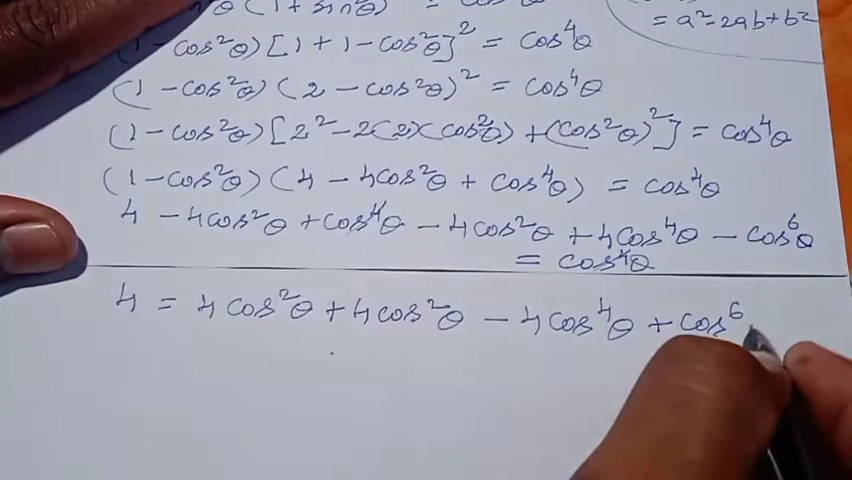 θ (1 + sin²θ)
= a² = 2ab + b²
cos²θ) [1 + 1 - cos²θ]² = cos⁴θ
(1 - cos²θ) (2 - cos²θ)² = cos⁴θ
(1 - cos²θ) [2² - 2(2)(cos²θ) + (cos²θ)²] = cos⁴θ
(1 - cos²θ) (4 - 4cos²θ + cos⁴θ) = cos⁴θ
4 - 4cos²θ + cos⁴θ - 4cos²θ + 4cos⁴θ - cos⁶θ
= cos⁴θ
4 = 4cos²θ + 4cos²θ - 4cos⁴θ + cos⁶